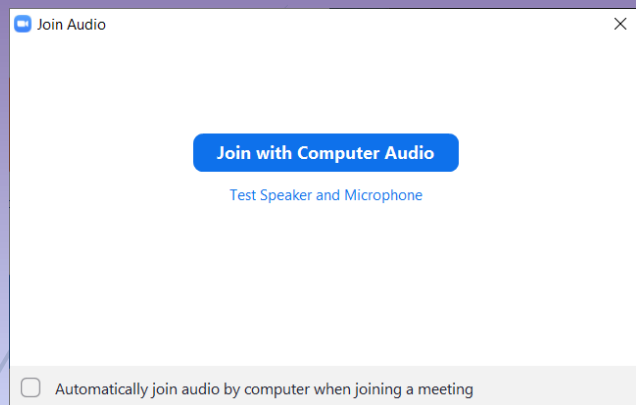 Join Audio
Join with Computer Audio
Test Speaker and Microphone
Automatically join audio by computer when joining a meeting